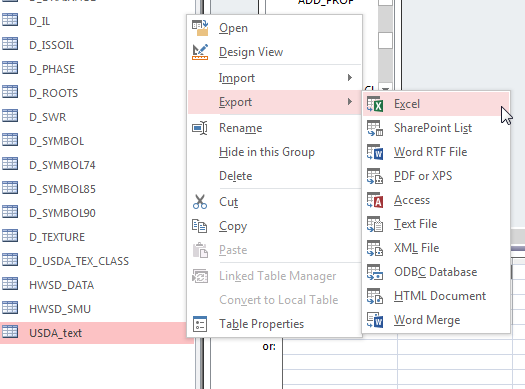 ADD_PROP
D_IL
D_ISSOIL
D_PHASE
D_ROOTS
D_SWR
D_SYMBOL
D_SYMBOL74
D_SYMBOL85
D_SYMBOL90
D_TEXTURE
D_USDA_TEX_CLASS
HWSD_DATA
HWSD_SMU
USDA_text
Open
Design View
Import
Export
Rename
Hide in this Group
Delete
Cut
Copy
Paste
Linked Table Manager
Convert to Local Table
Table Properties
Excel
SharePoint List
Word RTF File
PDF or XPS
Access
Text File
XML File
ODBC Database
HTML Document
Word Merge
or: